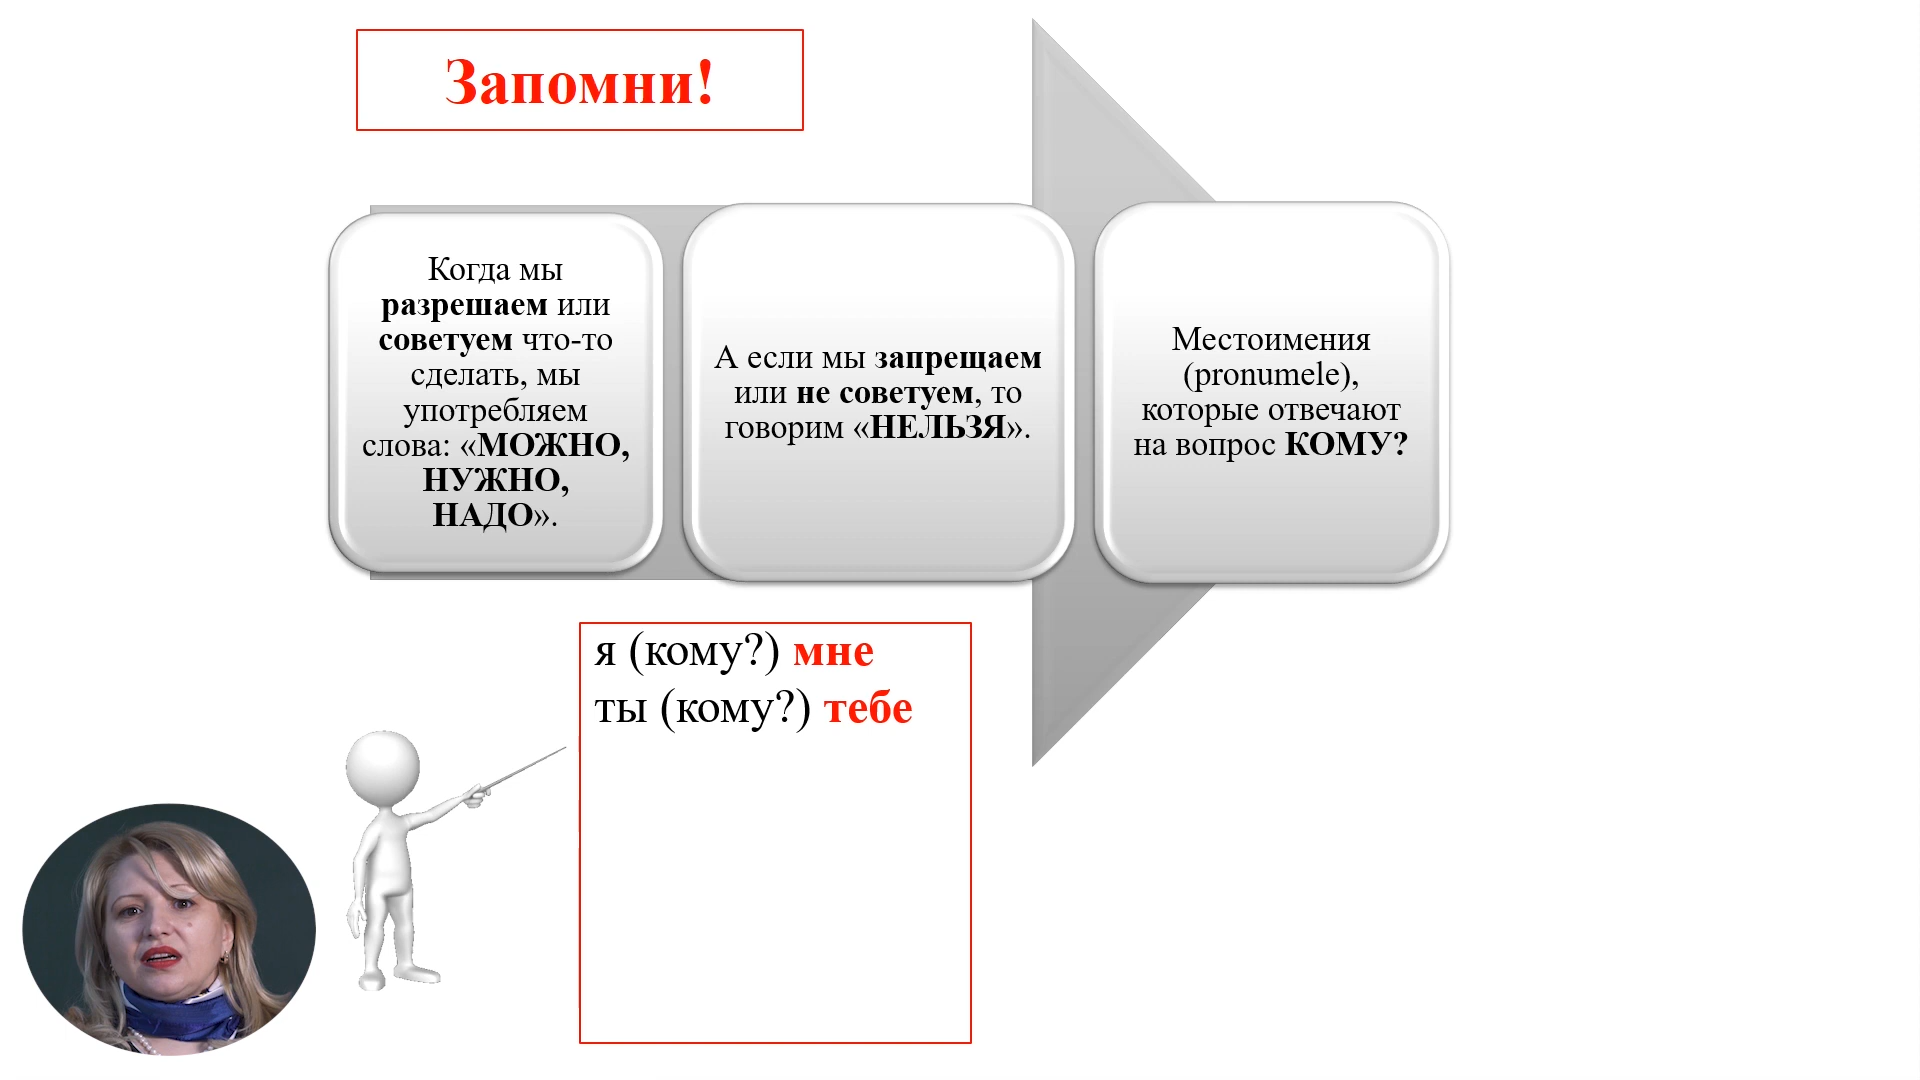 Запомни!
Когда мы
разрешаем или
советуем что-то
сделать, мы
употребляем
слова: «МОЖНО,
НУЖНО,
НАДО».
А если мы запрещаем
или не советуем, то
говорим «НЕЛЬЗЯ».
Местоимения
(pronumele),
которые отвечают
на вопрос КОМУ?
я (кому?) мне
ты (кому?) тебе